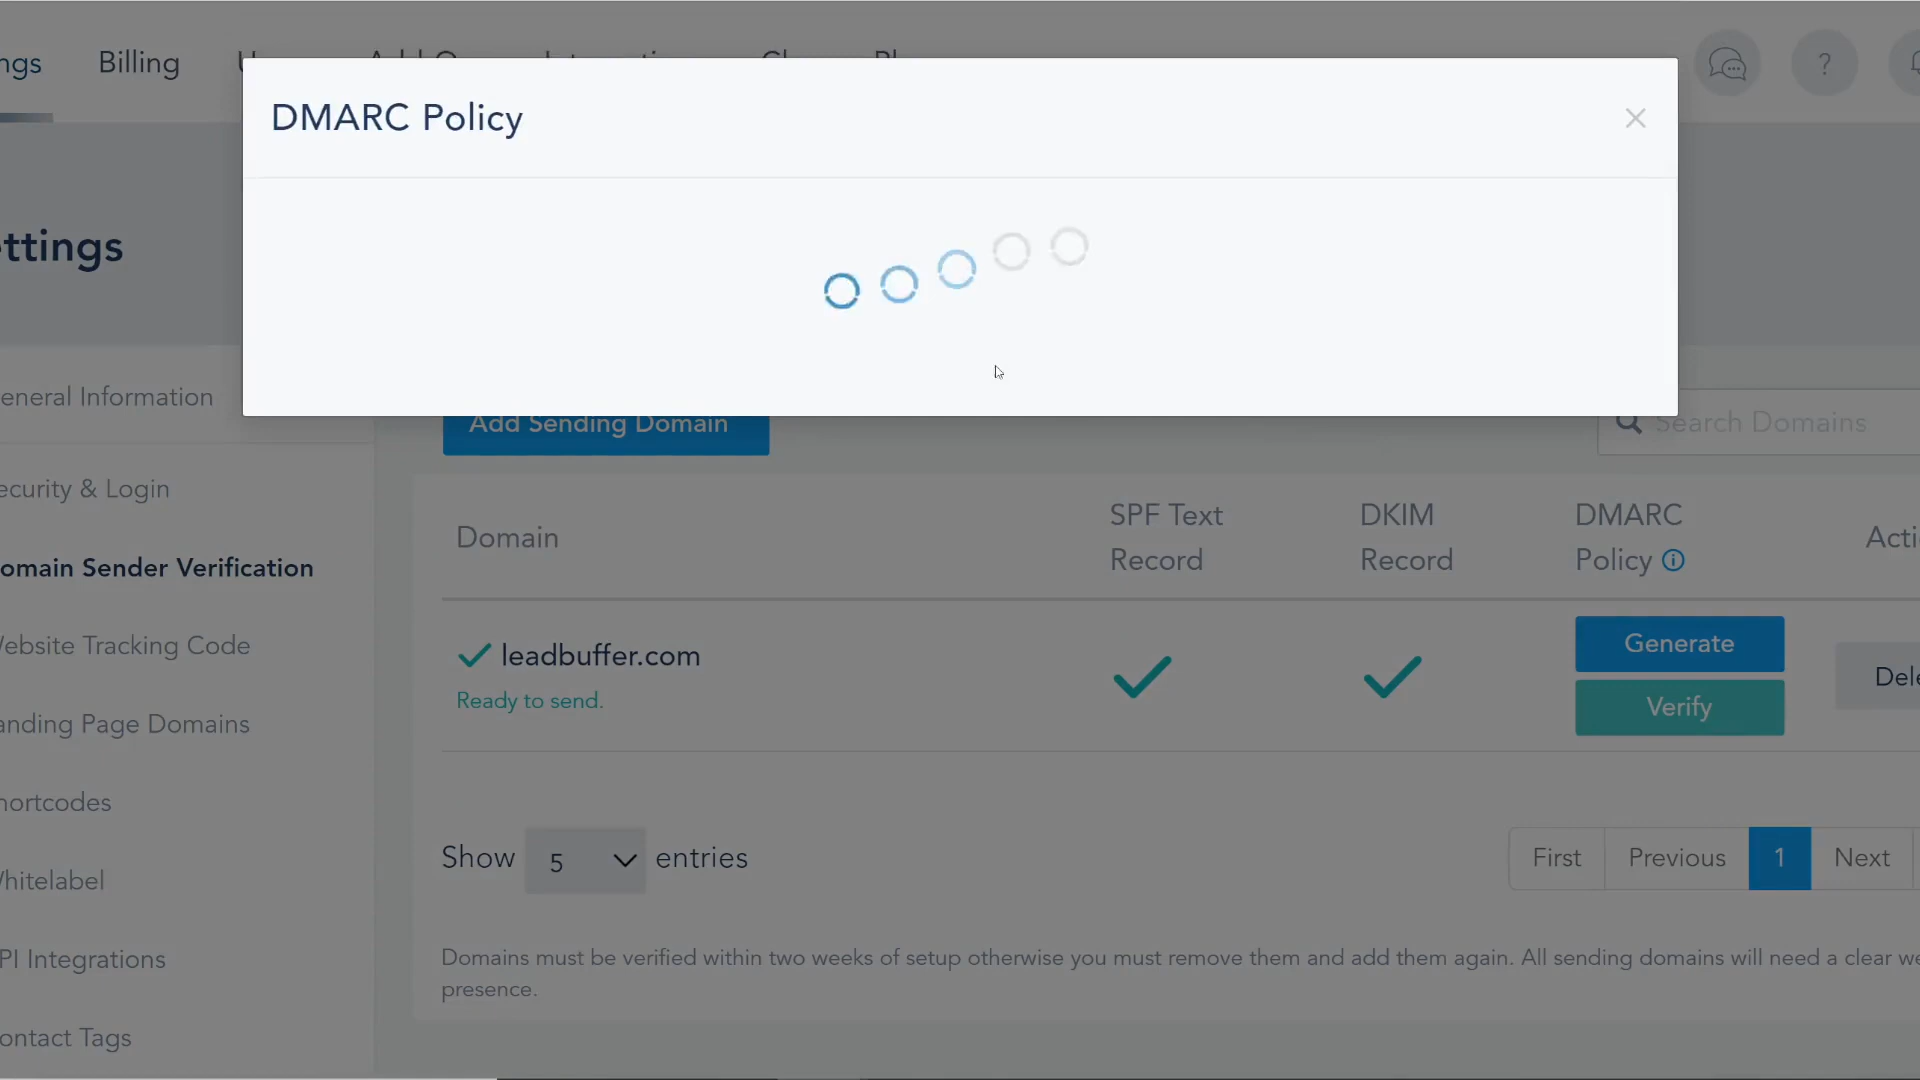 ngs Billing
?
DMARC Policy
ttings
eneral Information
Add Sending Domain
Search Domains
ecurity & Login
Domain
SPF Text Record
DKIM Record
DMARC Policy
Acti
omain Sender Verification
leadbuffer.com
Ready to send.
Generate
Verify
Dele
ebsite Tracking Code
anding Page Domains
hortcodes
hitelabel
PI Integrations
ontact Tags
Show 5 entries
First Previous 1 Next
Domains must be verified within two weeks of setup otherwise you must remove them and add them again. All sending domains will need a clear we
presence.